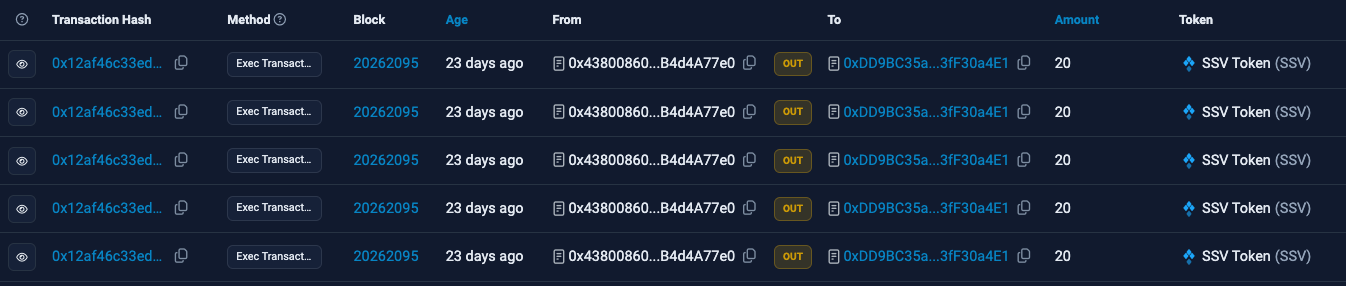 Transaction Hash Method Block Age From To Amount Token
0x12af46c33ed... Exec Transact... 20262095 23 days ago 0x43800860...B4d4A77e0 OUT 0xDD9BC35a...3fF30a4E1 20 SSV Token (SSV)
0x12af46c33ed... Exec Transact... 20262095 23 days ago 0x43800860...B4d4A77e0 OUT 0xDD9BC35a...3fF30a4E1 20 SSV Token (SSV)
0x12af46c33ed... Exec Transact... 20262095 23 days ago 0x43800860...B4d4A77e0 OUT 0xDD9BC35a...3fF30a4E1 20 SSV Token (SSV)
0x12af46c33ed... Exec Transact... 20262095 23 days ago 0x43800860...B4d4A77e0 OUT 0xDD9BC35a...3fF30a4E1 20 SSV Token (SSV)
0x12af46c33ed... Exec Transact... 20262095 23 days ago 0x43800860...B4d4A77e0 OUT 0xDD9BC35a...3fF30a4E1 20 SSV Token (SSV)